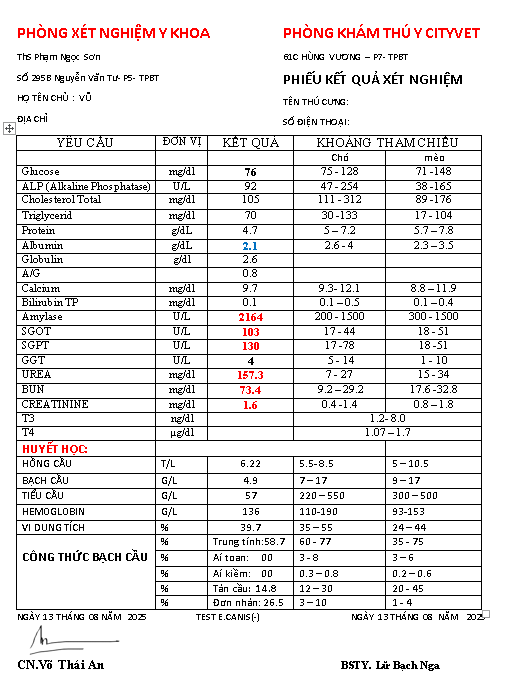 PHÒNG XÉT NGHIỆM Y KHOA PHÒNG KHÁM THÚ Y CITYVET
ThS Phạm Ngọc Sơn 61C HÙNG VƯƠNG – P7- TPBT
SỐ 295B Nguyễn Văn Tư- P5- TPBT PHIẾU KẾT QUẢ XÉT NGHIỆM
HỌ TÊN CHỦ : VŨ TÊN THÚ CƯNG:
ĐỊA CHỈ SỐ ĐIỆN THOẠI:
YÊU CẦU ĐƠN VỊ KẾT QUẢ KHOẢNG THAM CHIẾU
Chó mèo
Glucose mg/dl 76 75 - 128 71 -148
ALP (Alkaline Phosphatase) U/L 92 47 - 254 38 -165
Cholesterol Total mg/dl 105 111 - 312 89 -176
Triglycerid mg/dl 70 30 -133 17 - 104
Protein g/dL 4.7 5 – 7.2 5.7 –7.8
Albumin g/dL 2.1 2.6 - 4 2.3 – 3.5
Globulin g/dl 2.6
A/G 0.8
Calcium mg/dl 9.7 9.3- 12.1 8.8 – 11.9
Bilirubin TP mg/dl 0.1 0.1 – 0.5 0.1 – 0.4
Amylase U/L 2164 200 - 1500 300 - 1500
SGOT U/L 103 17 - 44 18 - 51
SGPT U/L 130 17 -78 18 -51
GGT U/L 4 5 - 14 1 - 10
UREA mg/dl 157.3 7 - 27 15 - 34
BUN mg/dl 73.4 9.2 – 29.2 17.6 -32.8
CREATININE mg/dl 1.6 0.4 -1.4 0.8 – 1.8
T3 ng/dl 1.2- 8.0
T4 µg/dl 1.07 – 1.7
HUYẾT HỌC:
HỒNG CẦU T/L 6.22 5.5-8.5 5 – 10.5
BẠCH CẦU G/L 4.9 7 – 17 9 – 17
TIỂU CẦU G/L 57 220 – 550 300 – 500
HEMOGLOBIN G/L 136 110-190 93-153
VI DUNG TÍCH % 39.7 35 – 55 24 – 44
% Trung tính:58.7 60 - 77 35 - 75
CÔNG THỨC BẠCH CẦU % Aí toan: 00 3 - 8 3 – 6
% Aí kiềm: 00 0.3 – 0.8 0.2 – 0.6
% Tân cầu: 14.8 12 – 30 20 - 45
% Đơn nhân: 26.5 3 – 10 1 - 4
NGÀY 13 THÁNG 08 NĂM 2025 TEST E.CANIS(-) NGÀY 13 THÁNG 08 NĂM 2025
CN.Võ Thái An BSTY. Lữ Bạch Nga